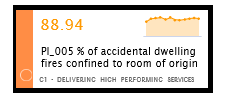 88.94
PI_005 % of accidental dwelling
fires confined to room of origin
C1 - DELIVERING HIGH PERFORMING SERVICES